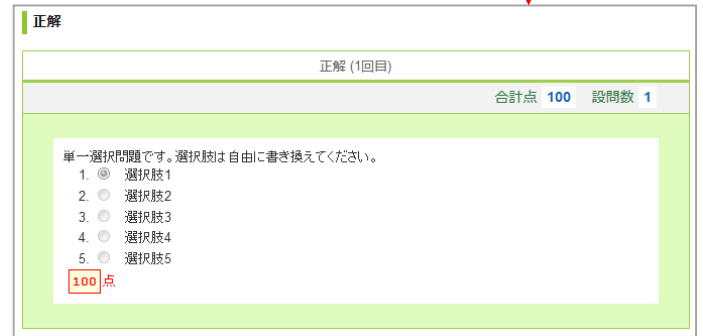 正解
正解 (1回目)
合計点 100 設問数 1
単一選択問題です。選択肢は自由に書き換えてください。
1. 選択肢1
2. 選択肢2
3. 選択肢3
4. 選択肢4
5. 選択肢5
100点